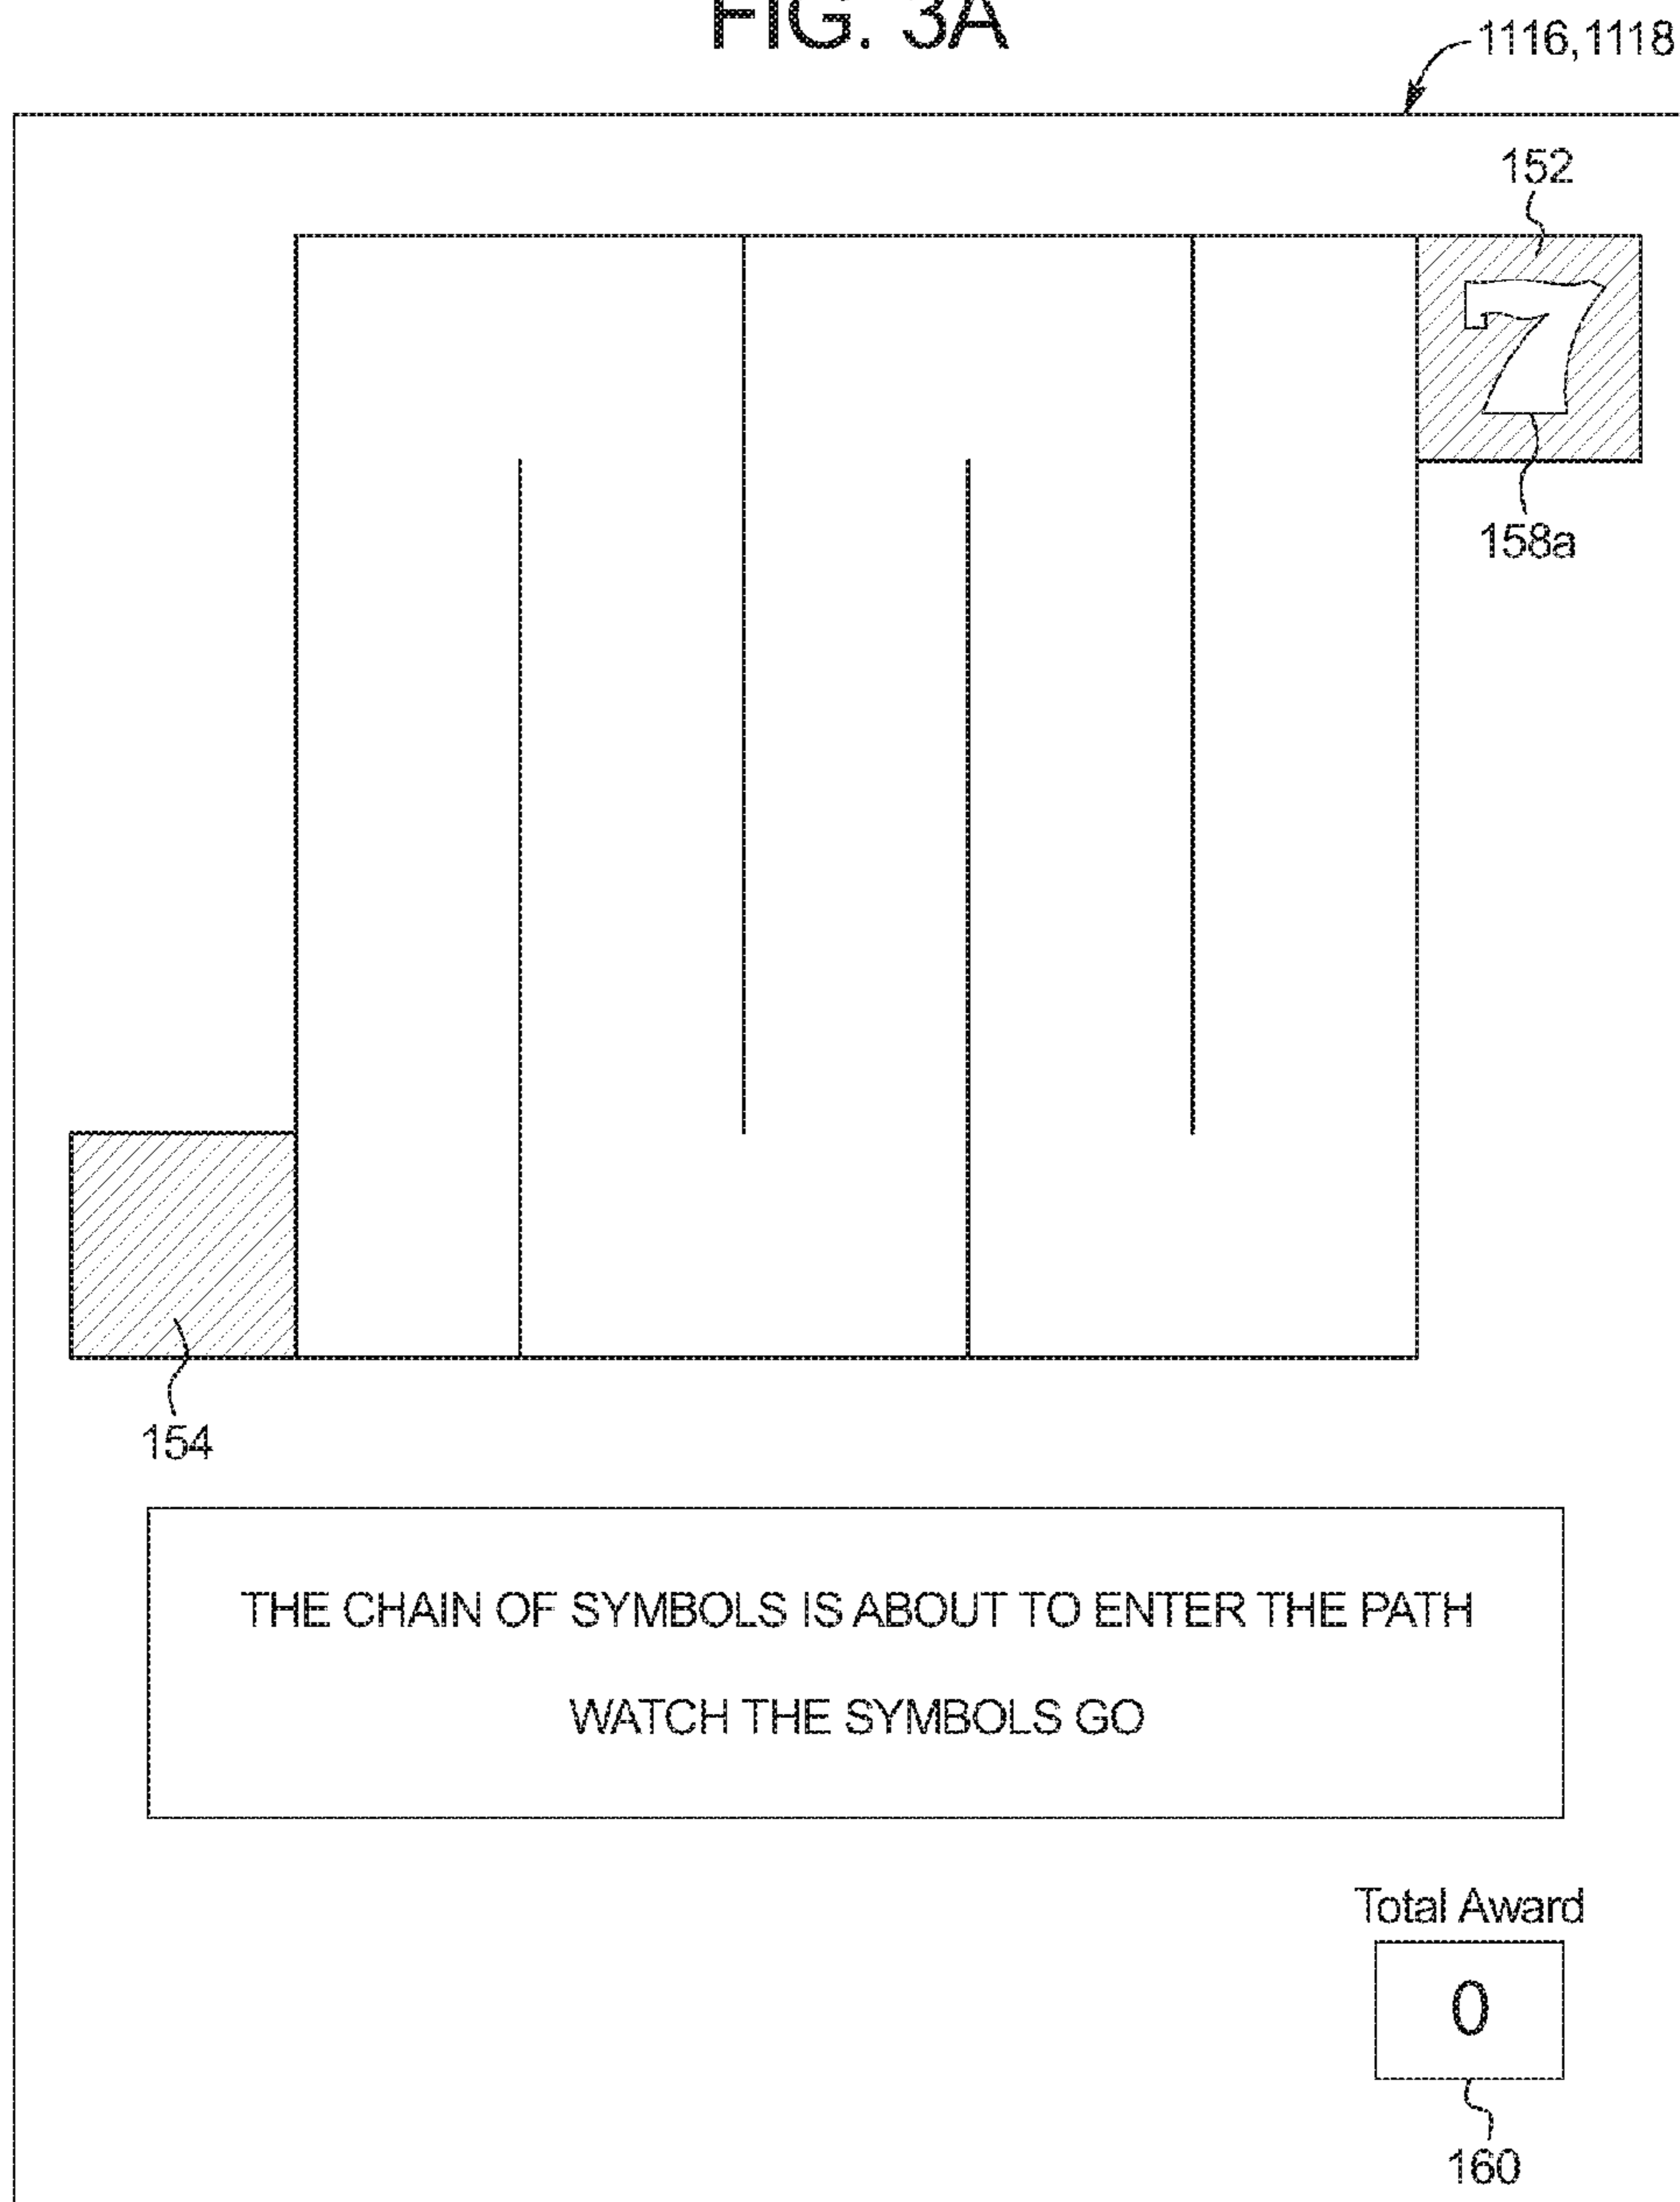 FIG. 3A
1116,1118
152
7
158a
154
THE CHAIN OF SYMBOLS IS ABOUT TO ENTER THE PATH
WATCH THE SYMBOLS GO
Total Award
0
160